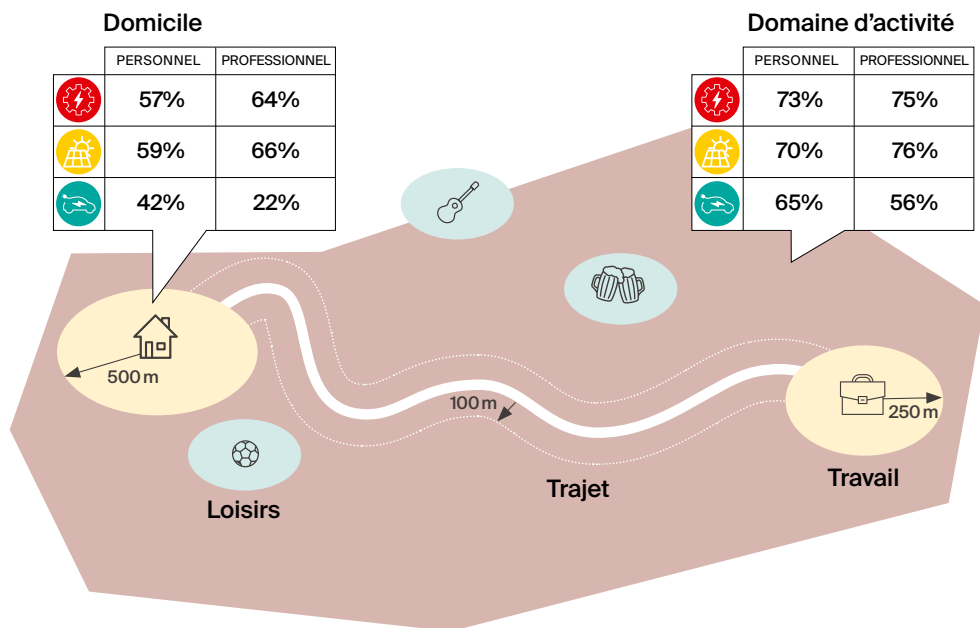 Domicile
PERSONNEL PROFESSIONNEL
57% 64%
59% 66%
42% 22%
Domaine d’activité
PERSONNEL PROFESSIONNEL
73% 75%
70% 76%
65% 56%
500 m
100 m
250 m
Loisirs
Trajet
Travail